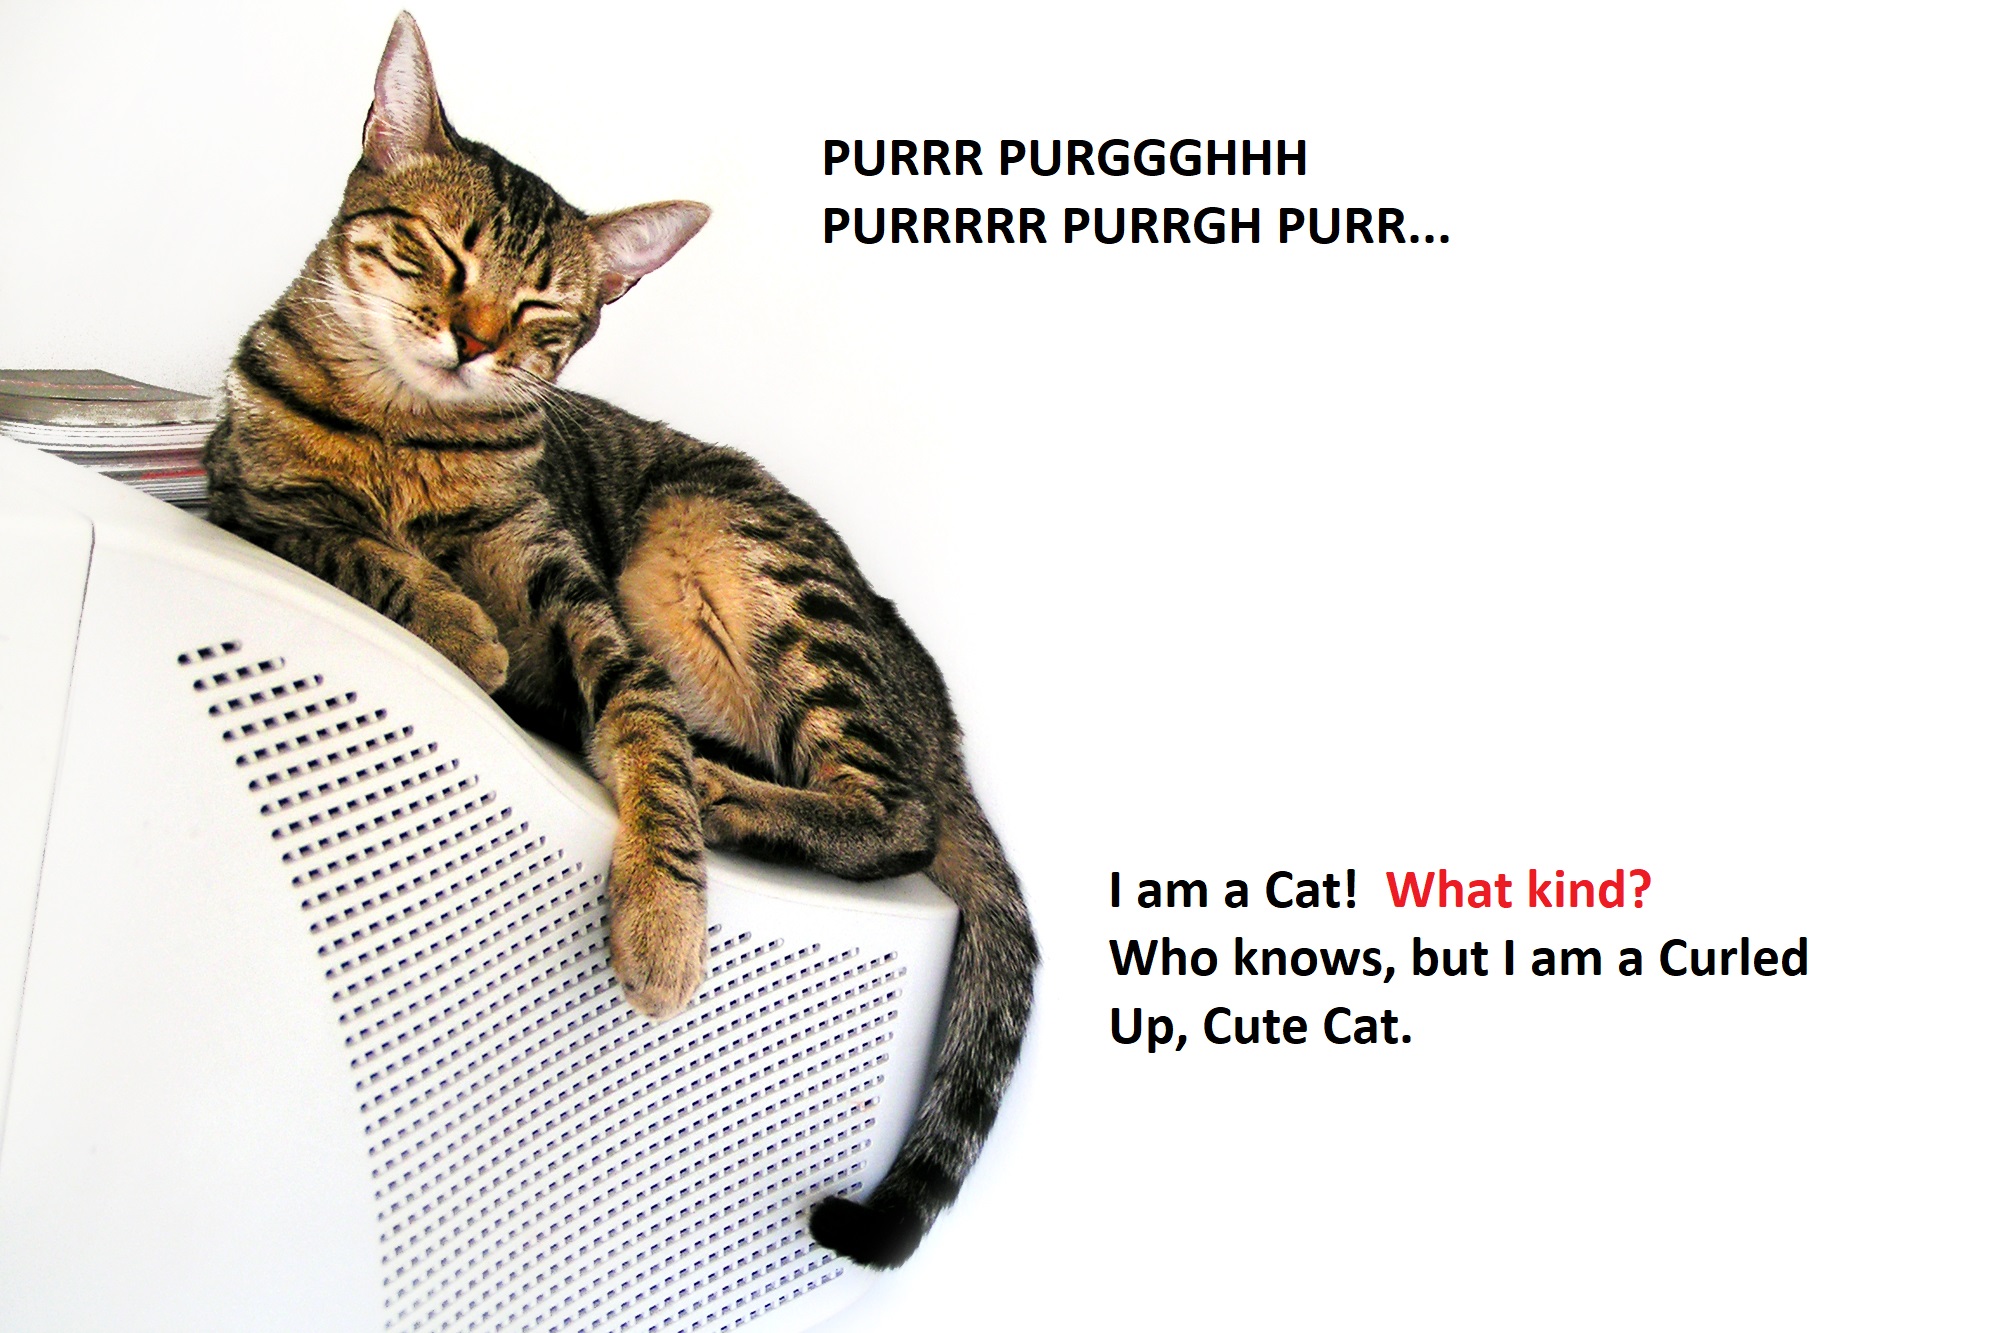 PURRR PURGGGHHH
PURRRRR PURRGH PURR...
I am a Cat!  What kind?
Who knows, but I am a Curled
Up, Cute Cat.